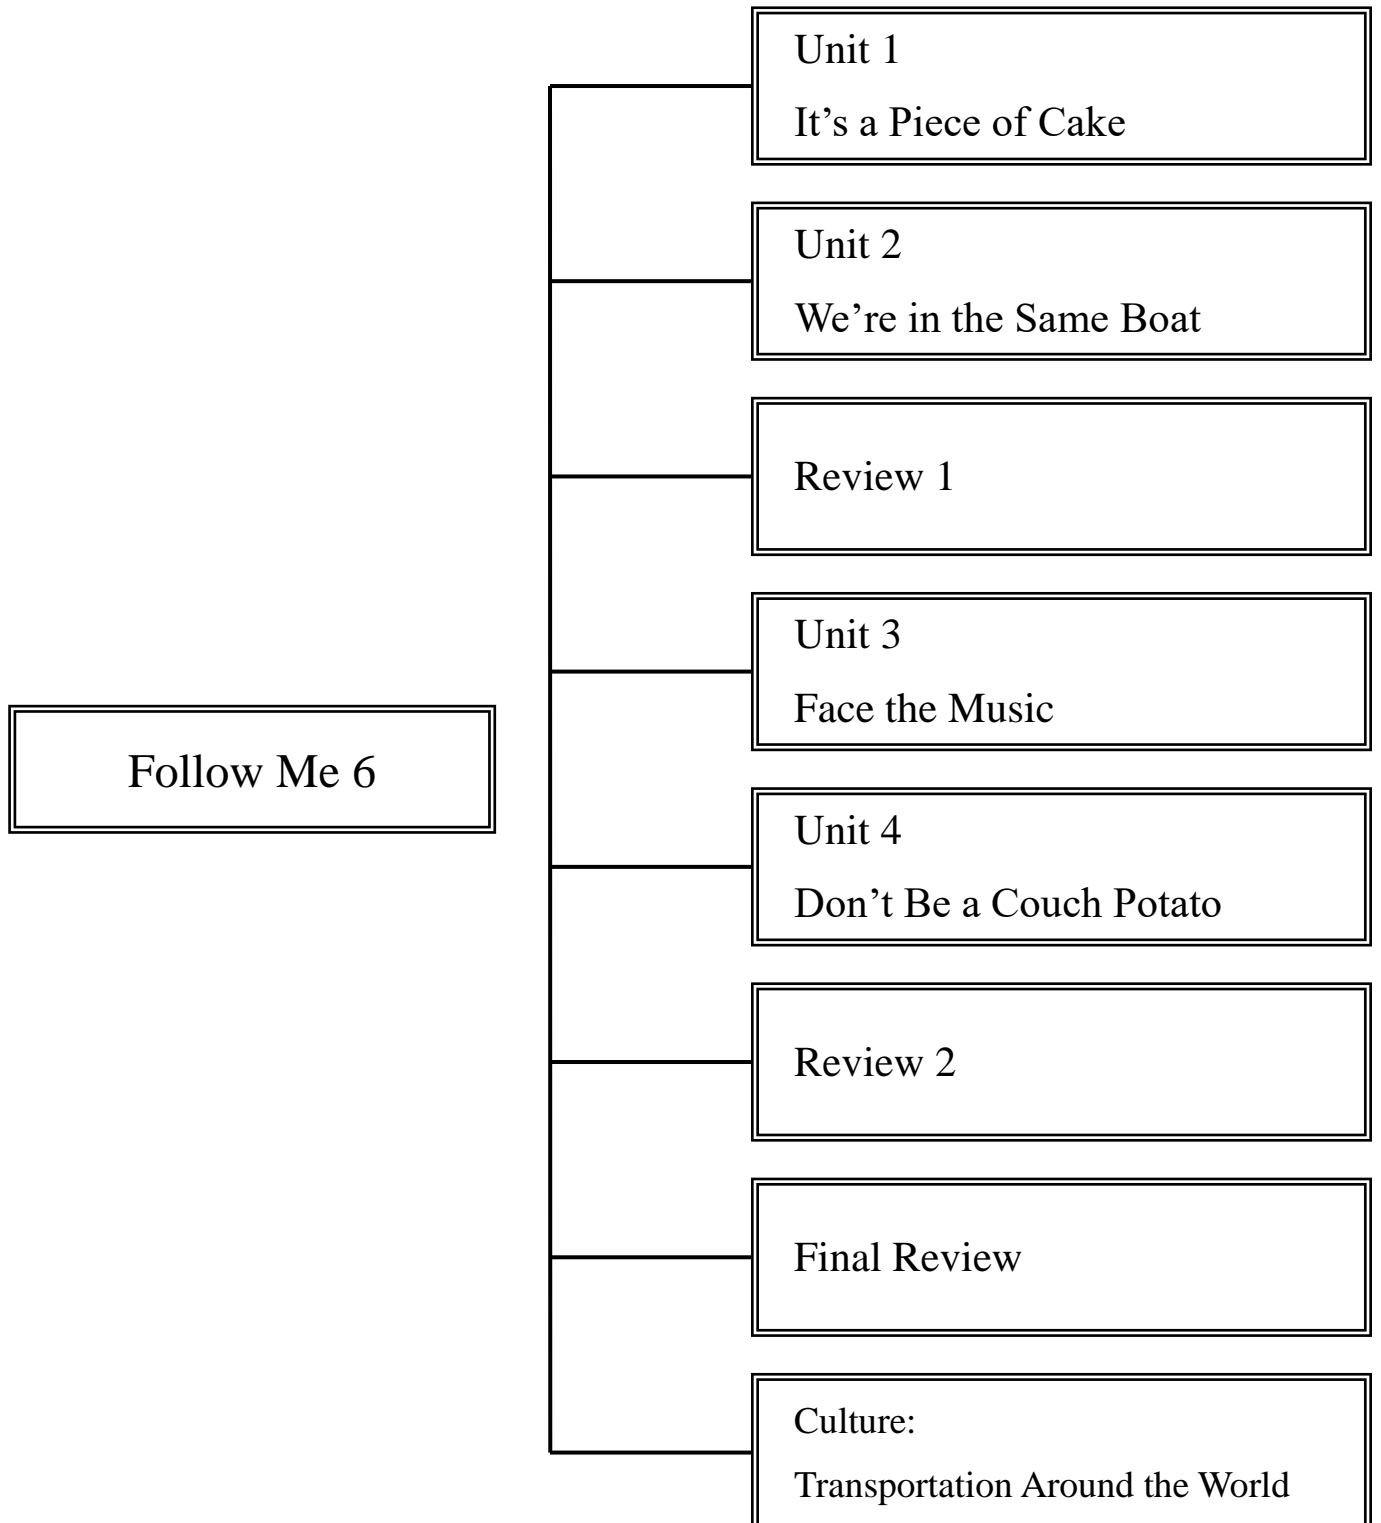 Follow Me 6
Unit 1
It’s a Piece of Cake
Unit 2
We’re in the Same Boat
Review 1
Unit 3
Face the Music
Unit 4
Don’t Be a Couch Potato
Review 2
Final Review
Culture:
Transportation Around the World